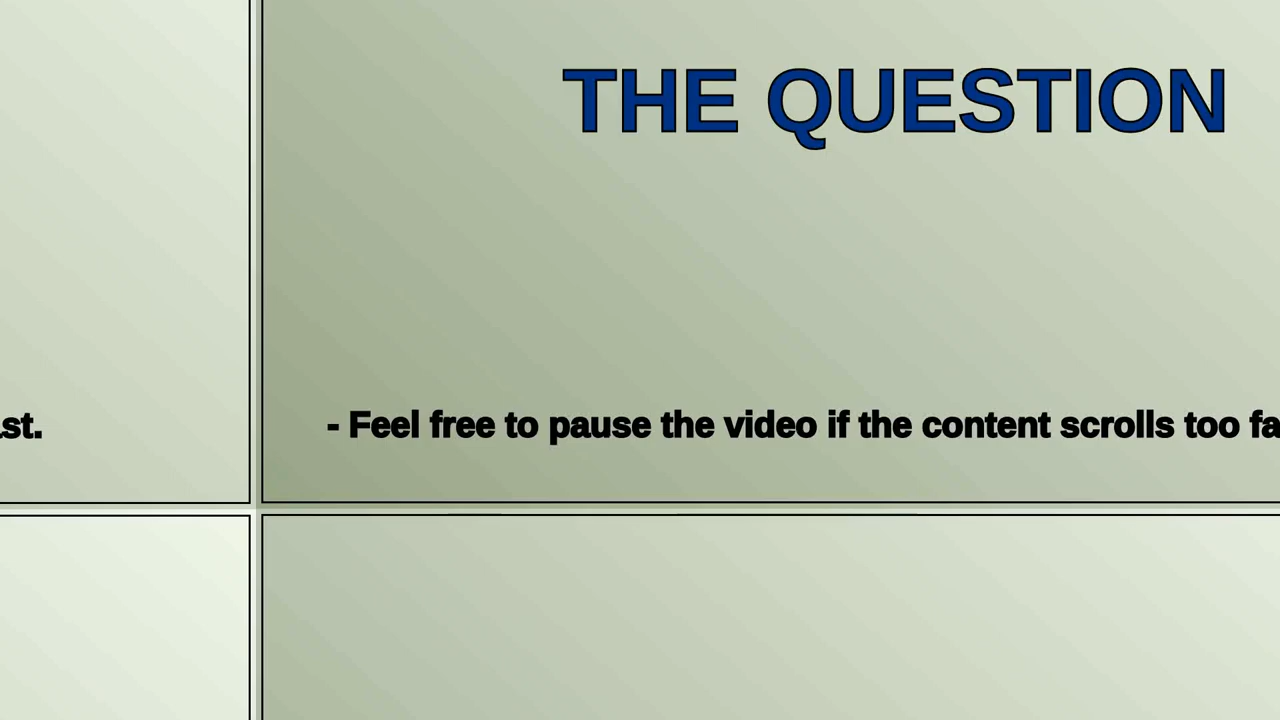 THE QUESTION
st.
- Feel free to pause the video if the content scrolls too fa